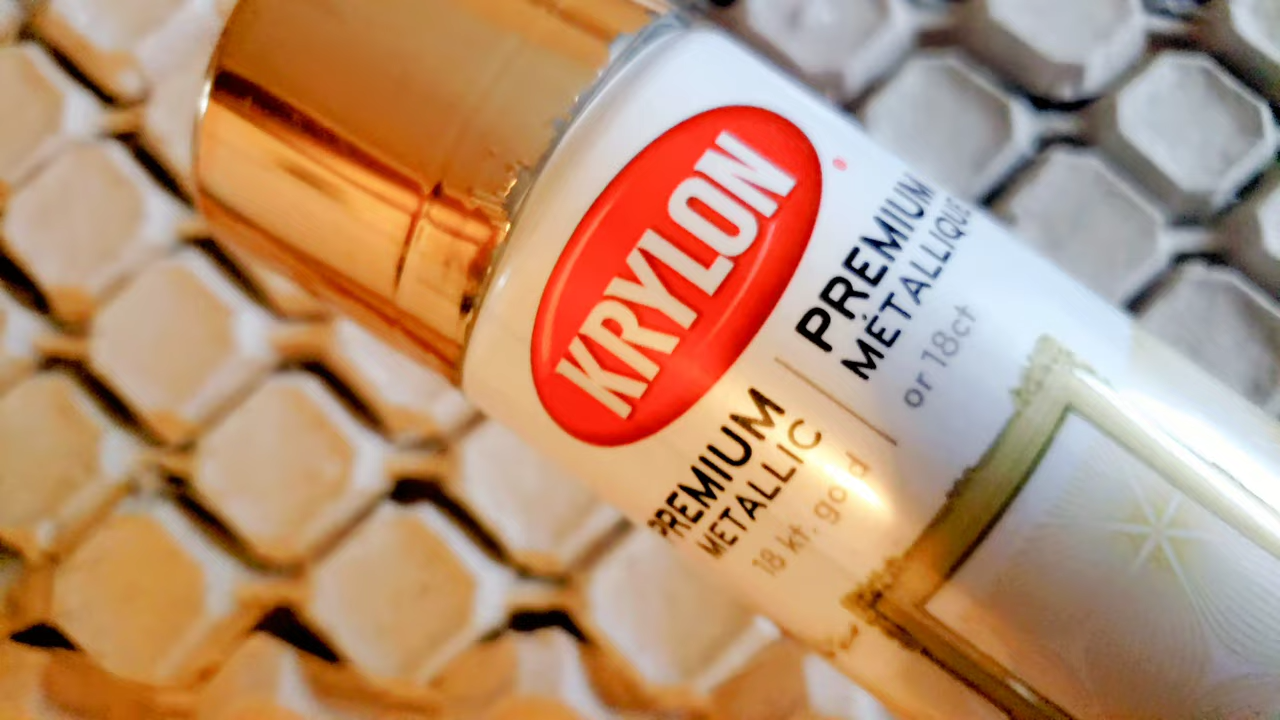 KRYLON
®
PREMIUM
METALLIC
18 kt. gold
PREMIUM
MÉTALLIQUE
or 18ct